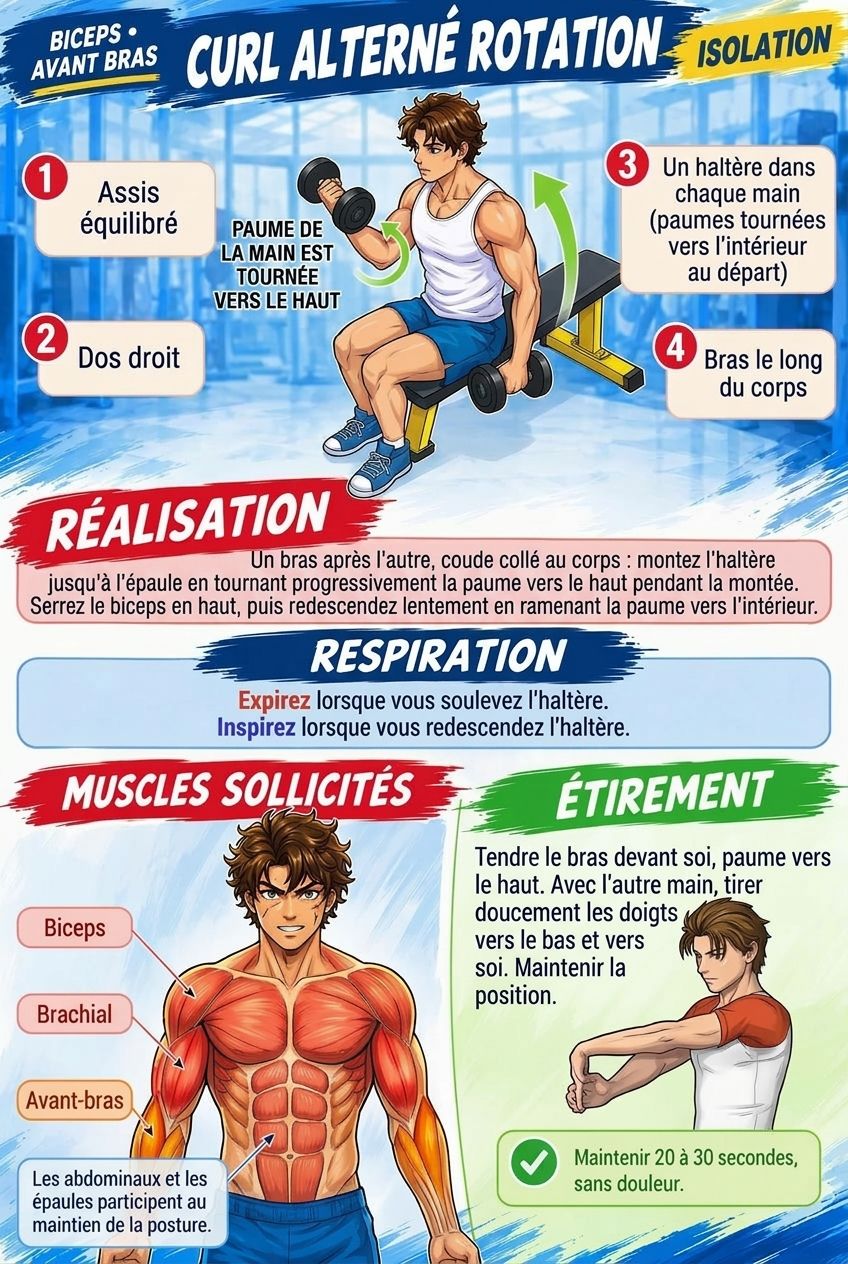 BICEPS •
AVANT BRAS
CURL ALTERNÉ ROTATION
ISOLATION
1
Assis
équilibré
2
Dos droit
PAUME DE
LA MAIN EST
TOURNÉE
VERS LE HAUT
3
Un haltère dans
chaque main
(paumes tournées
vers l'intérieur
au départ)
4
Bras le long
du corps
RÉALISATION
Un bras après l'autre, coude collé au corps : montez l'haltère
jusqu'à l'épaule en tournant progressivement la paume vers le haut pendant la montée.
Serrez le biceps en haut, puis redescendez lentement en ramenant la paume vers l'intérieur.
RESPIRATION
Expirez lorsque vous soulevez l'haltère.
Inspirez lorsque vous redescendez l'haltère.
MUSCLES SOLLICITÉS
Biceps
Brachial
Avant-bras
Les abdominaux et les
épaules participent au
maintien de la posture.
ÉTIREMENT
Tendre le bras devant soi, paume vers
le haut. Avec l'autre main, tirer
doucement les doigts
vers le bas et vers
soi. Maintenir la
position.
Maintenir 20 à 30 secondes,
sans douleur.